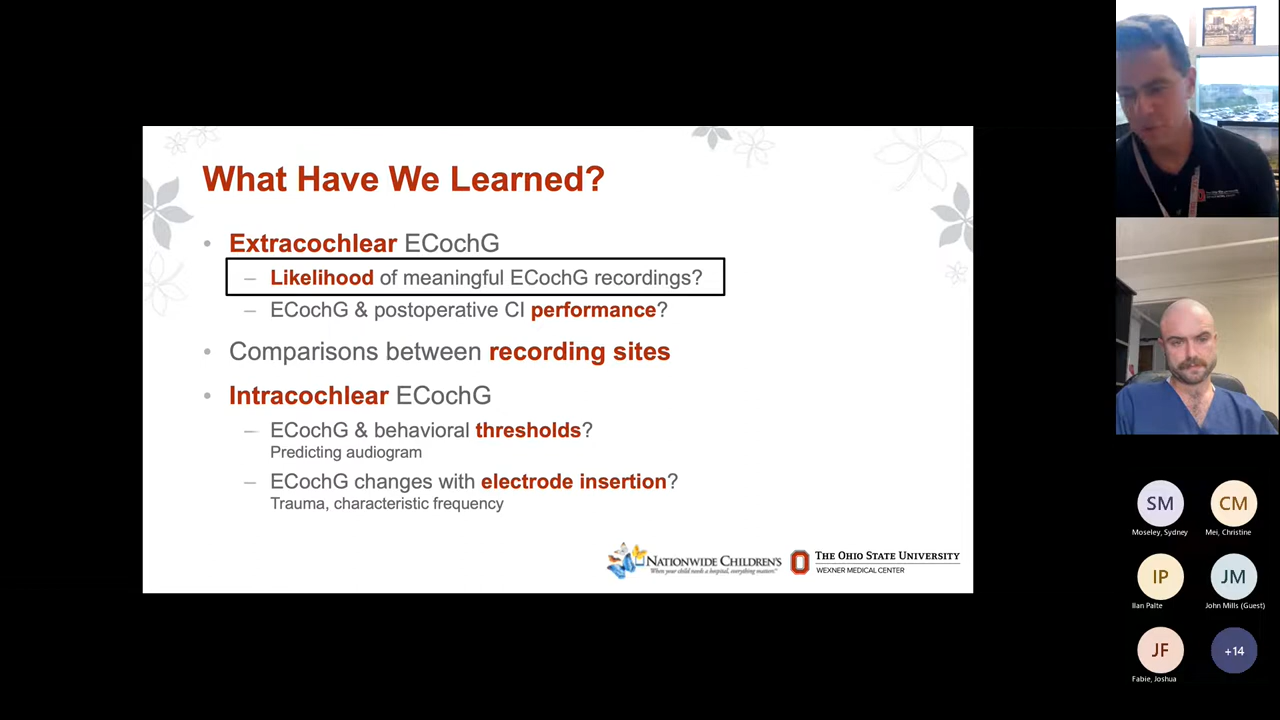 What Have We Learned?
• Extracochlear ECochG
– Likelihood of meaningful ECochG recordings?
– ECochG & postoperative CI performance?
• Comparisons between recording sites
• Intracochlear ECochG
– ECochG & behavioral thresholds?
Predicting audiogram
– ECochG changes with electrode insertion?
Trauma, characteristic frequency
NATIONWIDE CHILDREN'S
When your child needs a hospital, everything matters.
THE OHIO STATE UNIVERSITY
WEXNER MEDICAL CENTER
SM
Moseley, Sydney
CM
Mei, Christine
IP
Ilan Palte
JM
John Mills (Guest)
JF
Fabie, Joshua
+14